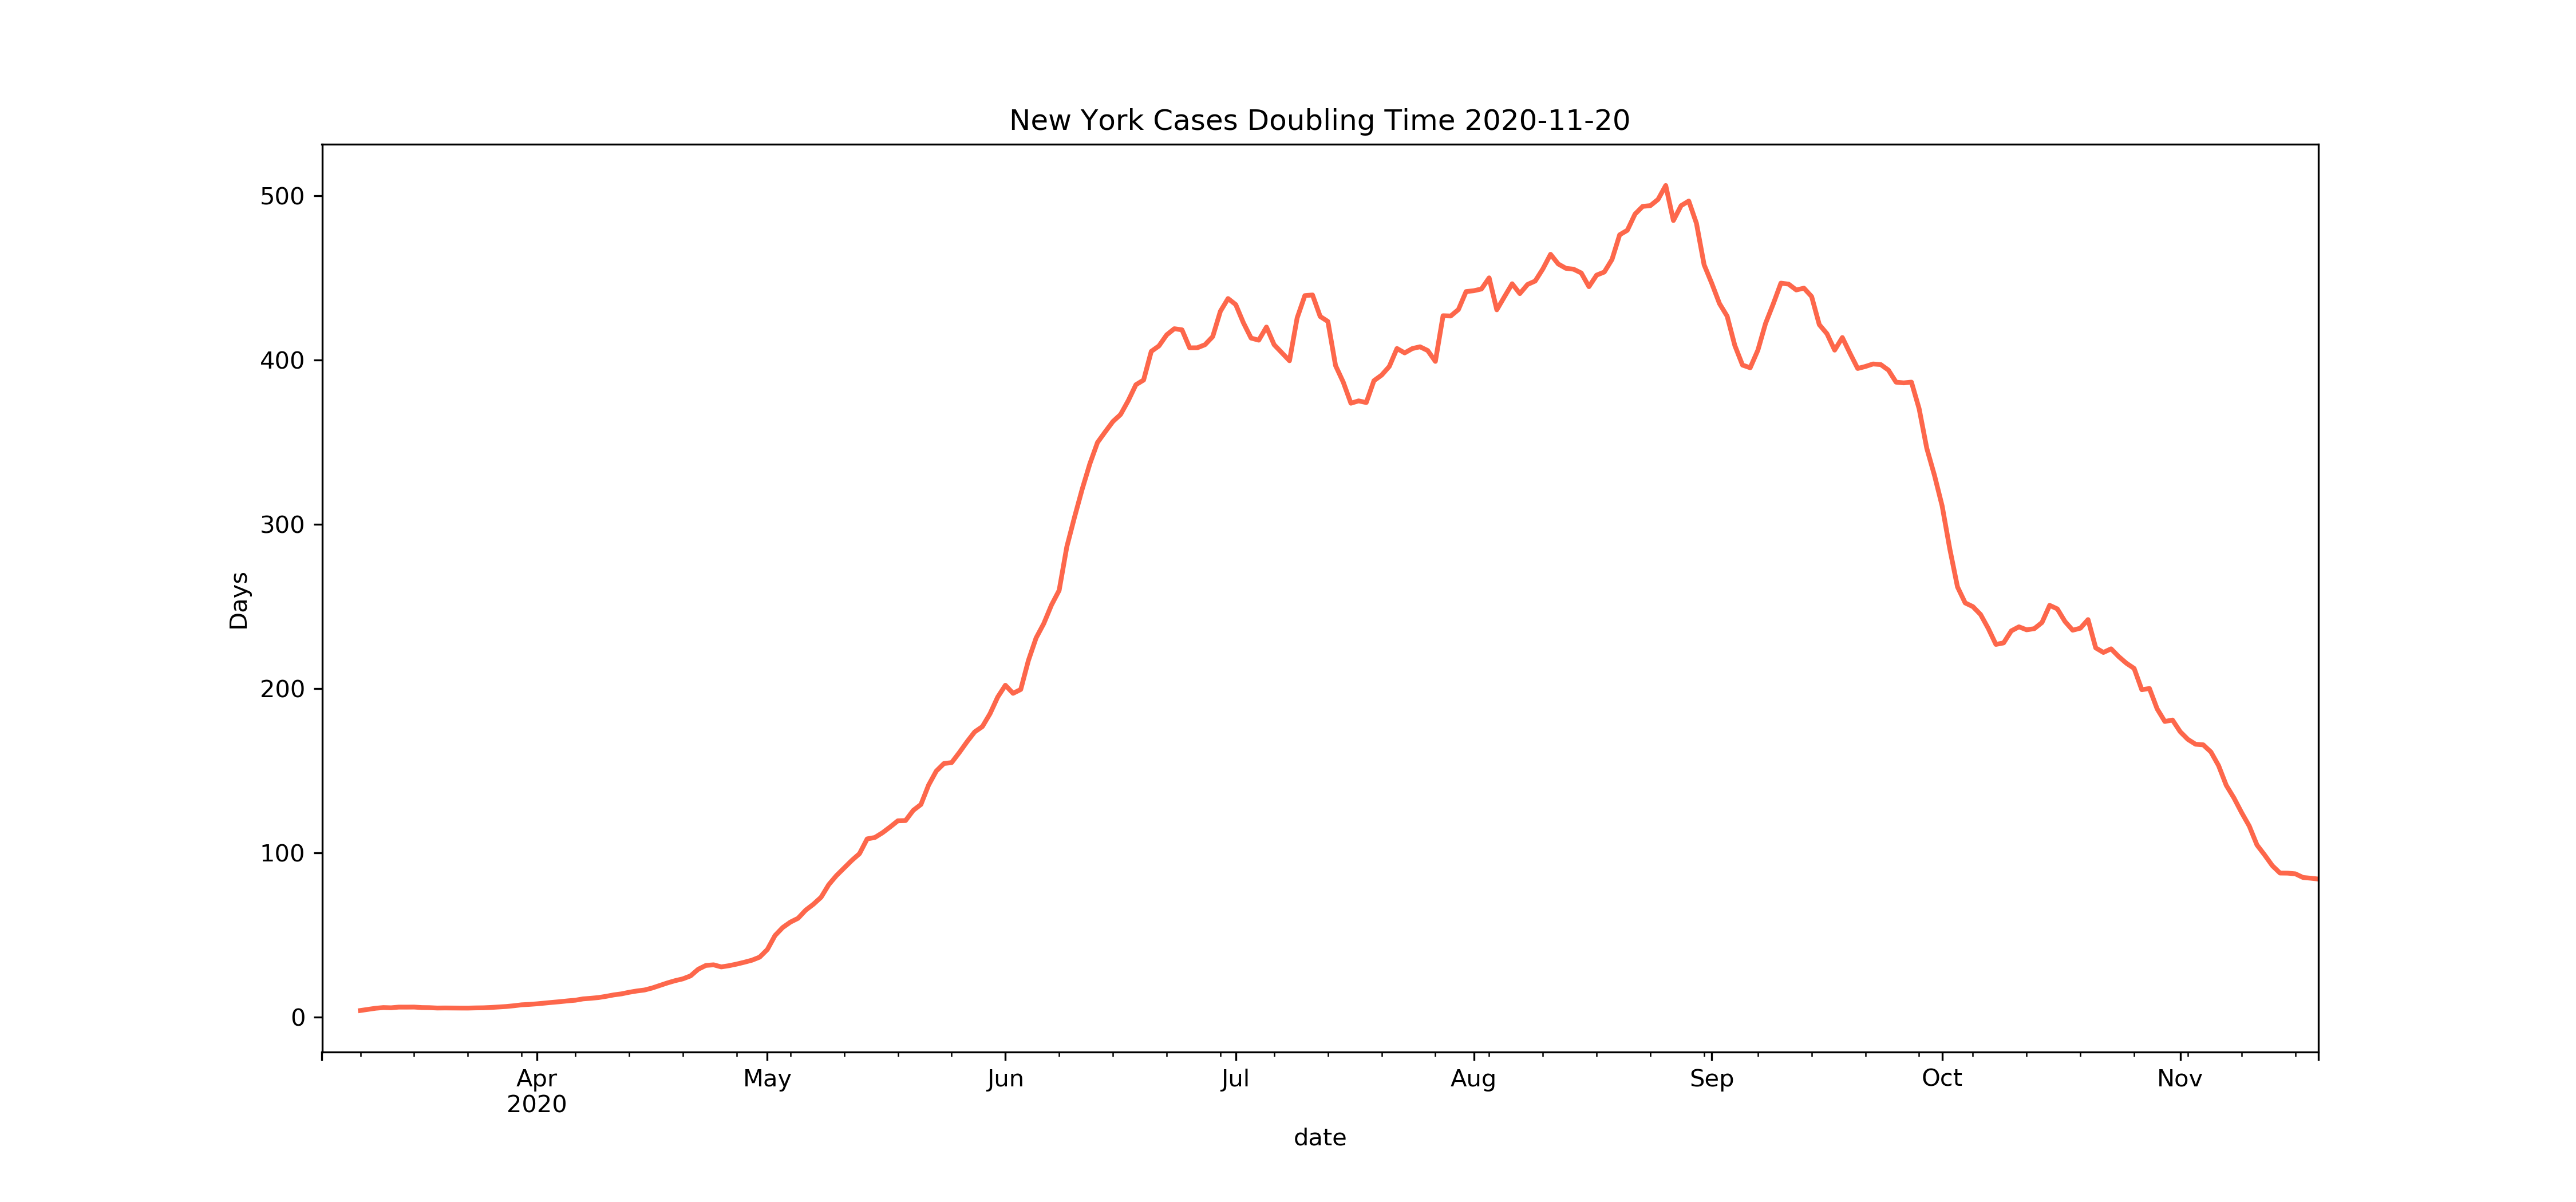 New York Cases Doubling Time 2020-11-20
500
400
300
200
100
0
Days
Apr May Jun Jul Aug Sep Oct Nov
2020
date